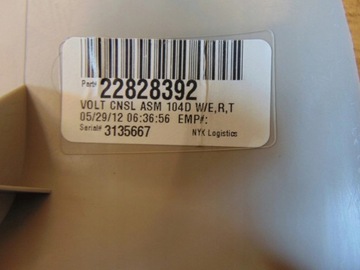 Part# 22828392
VOLT CNSL ASM 104D W/E,R,T
05/29/12 06:36:56 EMP#:
Serial# 3135667 NYK Logistics